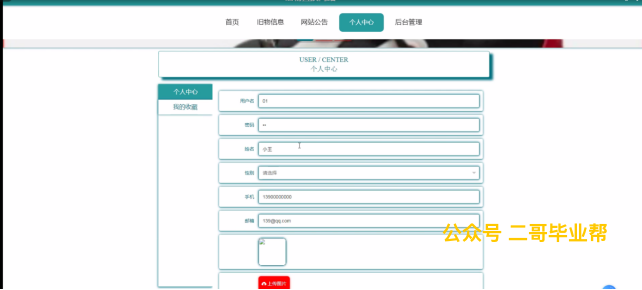 首页 旧物信息 网站公告 个人中心 后台管理
USER / CENTER
个人中心
个人中心
我的收藏
用户名 01
密码
姓名
性别 请选择
手机
邮箱 139@qq.com
公众号 二哥毕业帮
上传图片